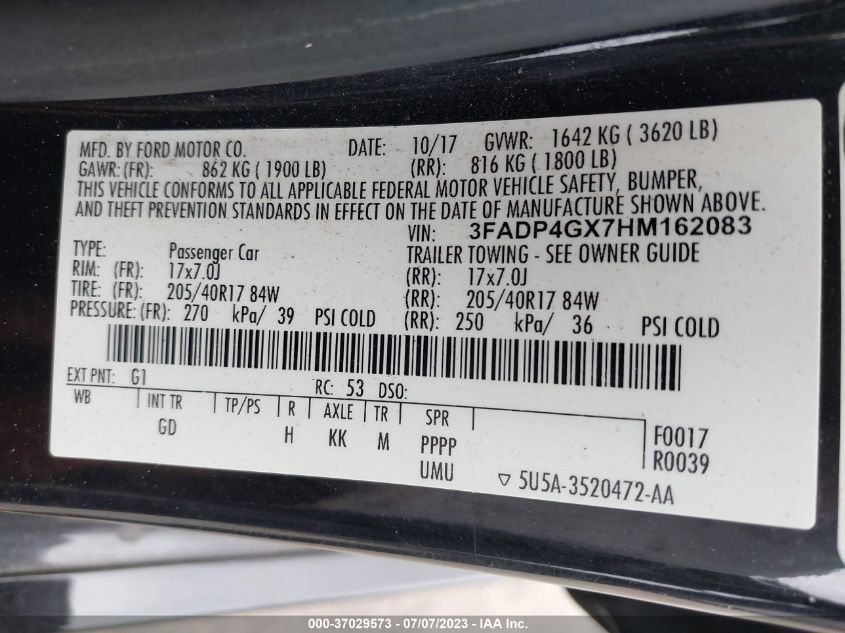 MFD. BY FORD MOTOR CO. DATE: 10/17 GVWR: 1642 KG ( 3620 LB)
GAWR: (FR): 862 KG ( 1900 LB) (RR): 816 KG ( 1800 LB)
THIS VEHICLE CONFORMS TO ALL APPLICABLE FEDERAL MOTOR VEHICLE SAFETY, BUMPER,
AND THEFT PREVENTION STANDARDS IN EFFECT ON THE DATE OF MANUFACTURE SHOWN ABOVE.
VIN: 3FADP4GX7HM162083
TYPE: Passenger Car TRAILER TOWING - SEE OWNER GUIDE
RIM: (FR): 17x7.0J (RR): 17x7.0J
TIRE: (FR): 205/40R17 84W (RR): 205/40R17 84W
PRESSURE: (FR): 270 kPa/ 39 PSI COLD (RR): 250 kPa/ 36 PSI COLD
EXT PNT: G1 RC: 53 DSO:
WB INT TR TP/PS R AXLE TR SPR F0017
GD H KK M PPPP R0039
UMU ▽ 5U5A-3520472-AA
000-37029573 - 07/07/2023 - IAA Inc.